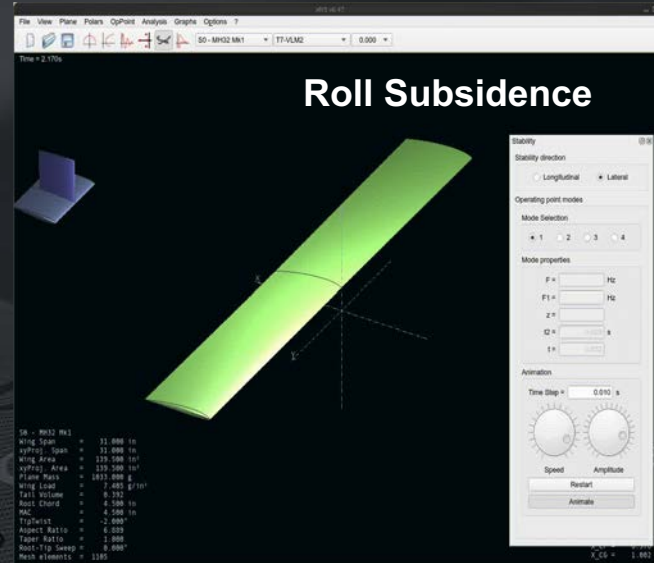 File View Plane Polars OpPoint Analysis Graphs Options ?
S0 - MH32 Mk1 T7-VLM2 0.000
Time = 2.170s
Roll Subsidence
Stability
Stability direction
Longitudinal Lateral
Operating point modes
Mode Selection
1 2 3 4
Mode properties
F = Hz
F1 = Hz
z =
t2 = s
Animation
Time Step = 0.010 s
Speed Amplitude
Restart
Animate
S0 - MH32 Mk1
Wing Span = 31.000 in
xyProj. Span = 31.000 in
Wing Area = 139.500 in²
xyProj. Area = 139.500 in²
Plane Mass = 1033.000 g
Wing Load = 7.405 g/in²
Tail Volume = 0.392
Root Chord = 4.500 in
MAC = 4.500 in
TipTwist = -2.000°
Aspect Ratio = 6.889
Taper Ratio = 1.000
Root-Tip Sweep = 0.000°
Mesh elements = 1105
X_CG = 1.002